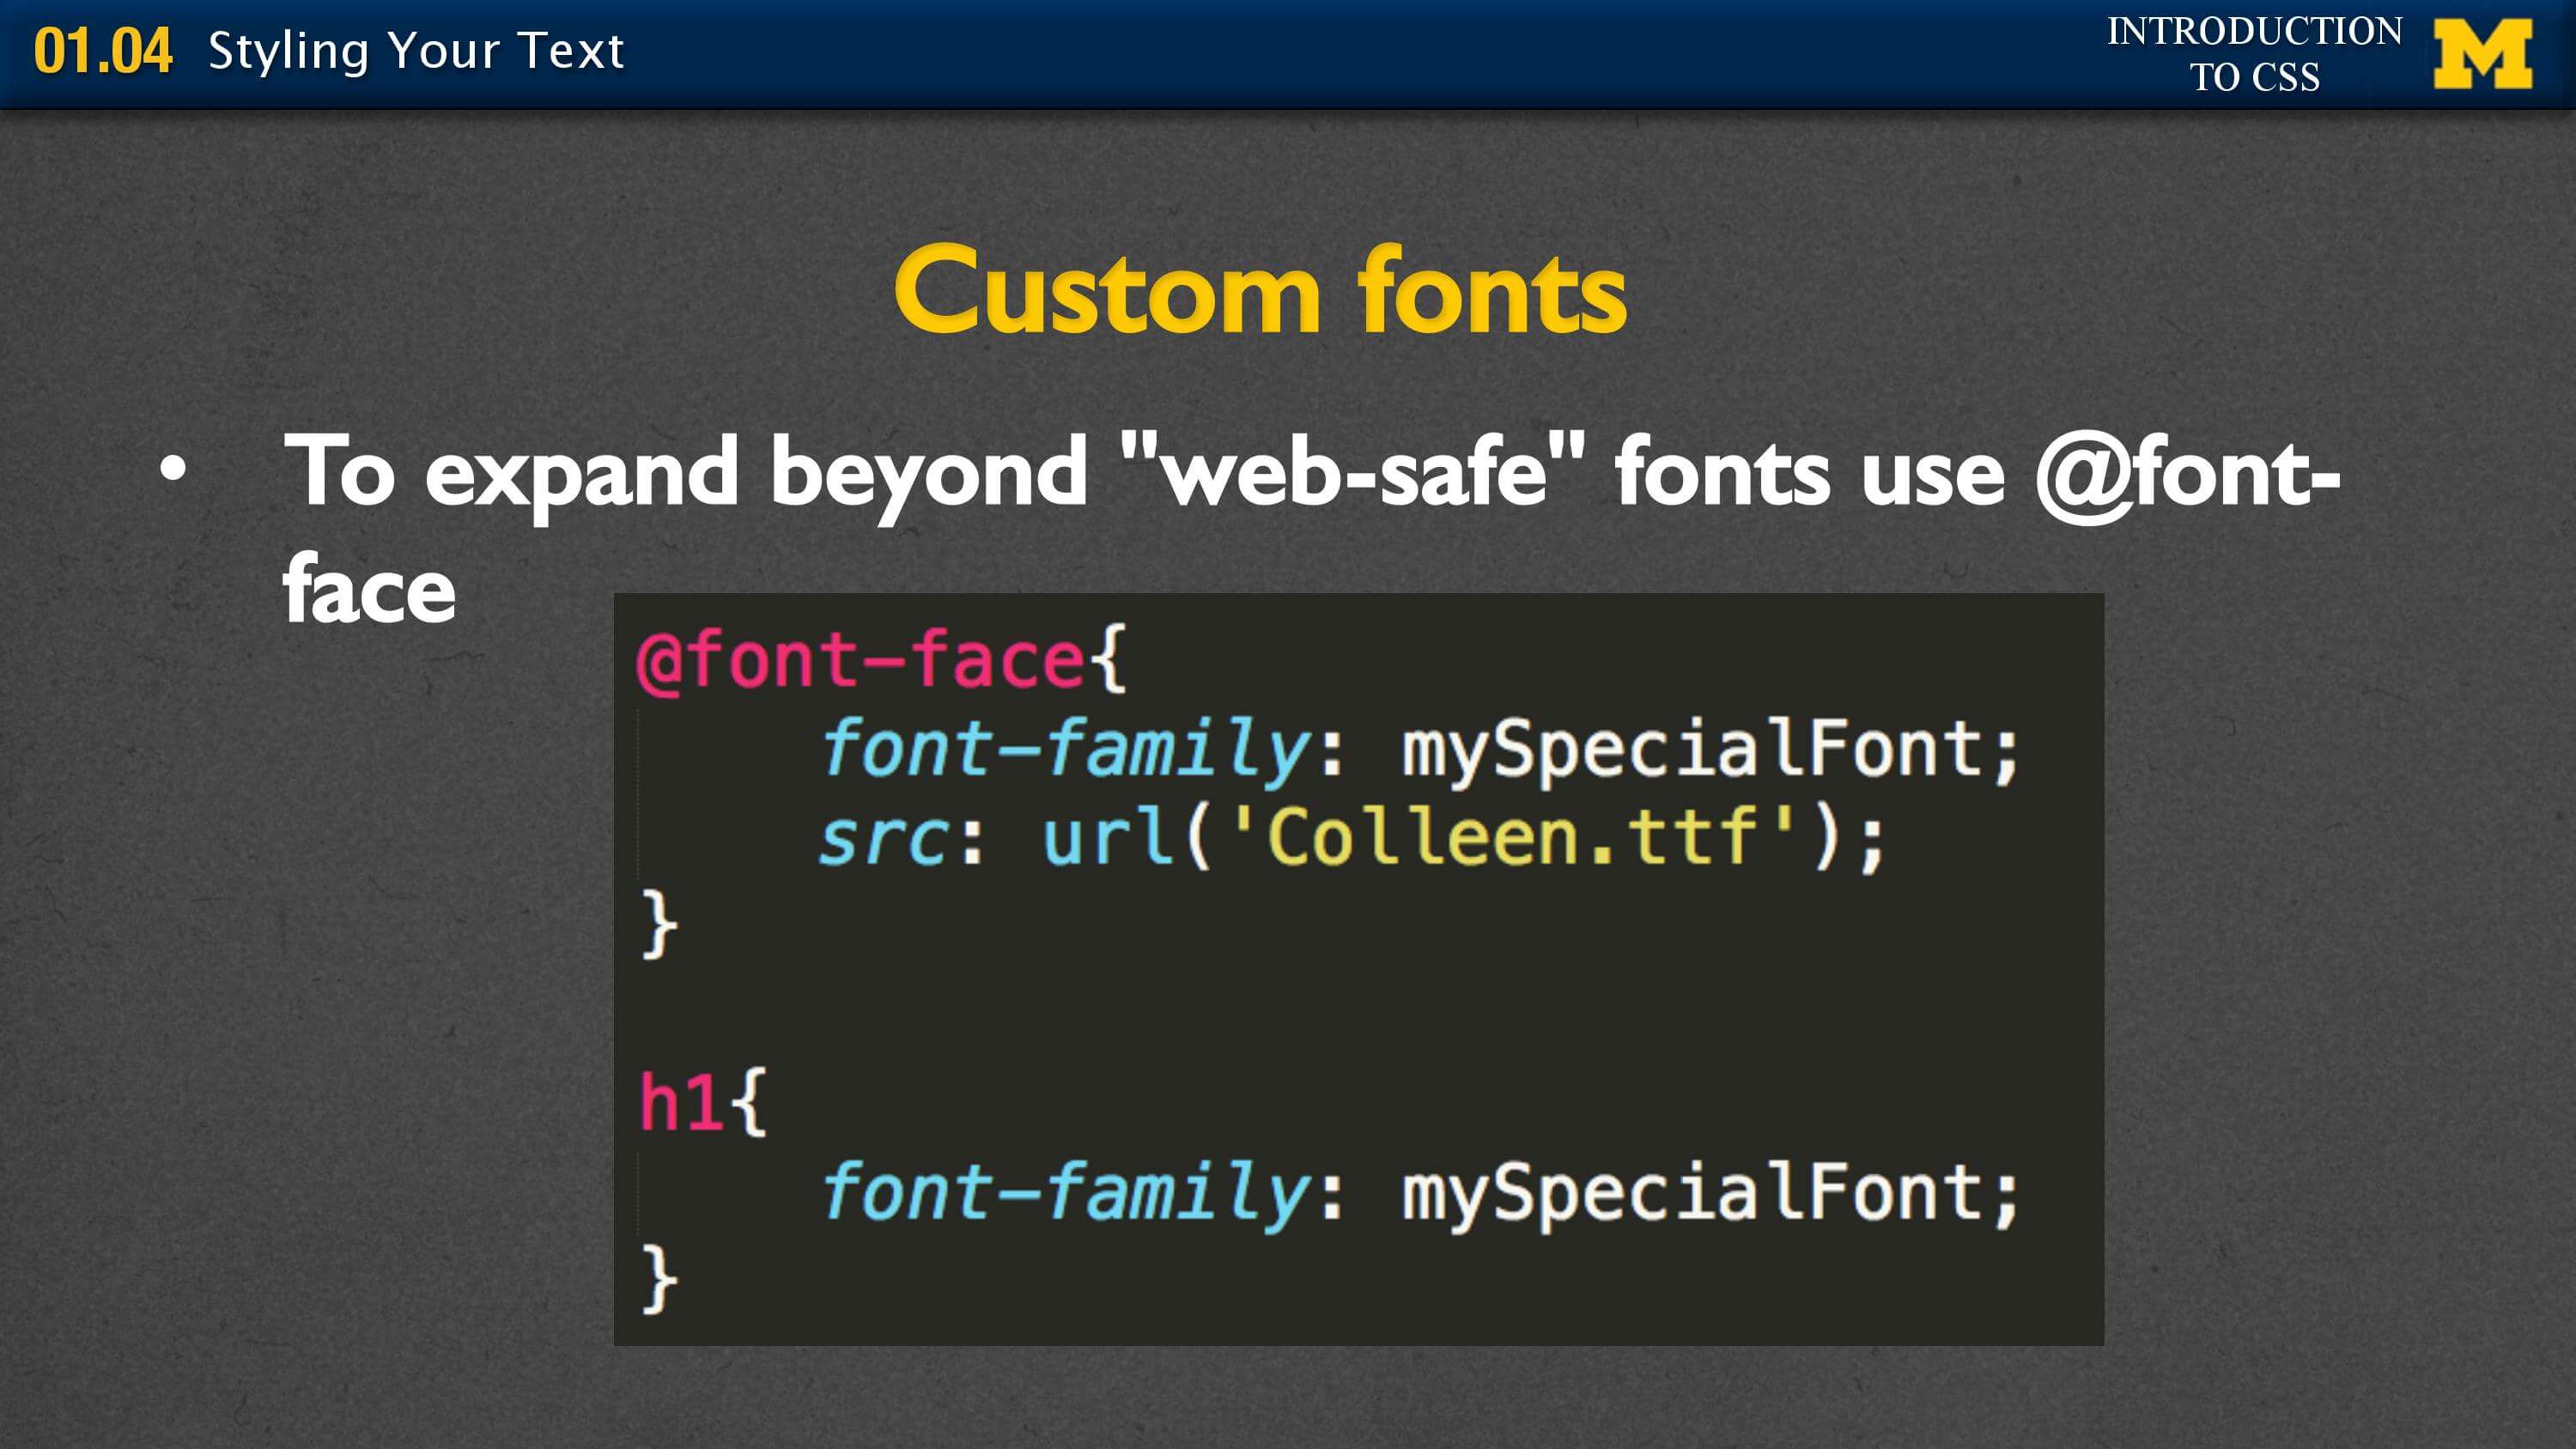 01.04 Styling Your Text
INTRODUCTION
TO CSS
M
Custom fonts
• To expand beyond "web-safe" fonts use @font-
face
@font-face{
    font-family: mySpecialFont;
    src: url('Colleen.ttf');
}
h1{
    font-family: mySpecialFont;
}